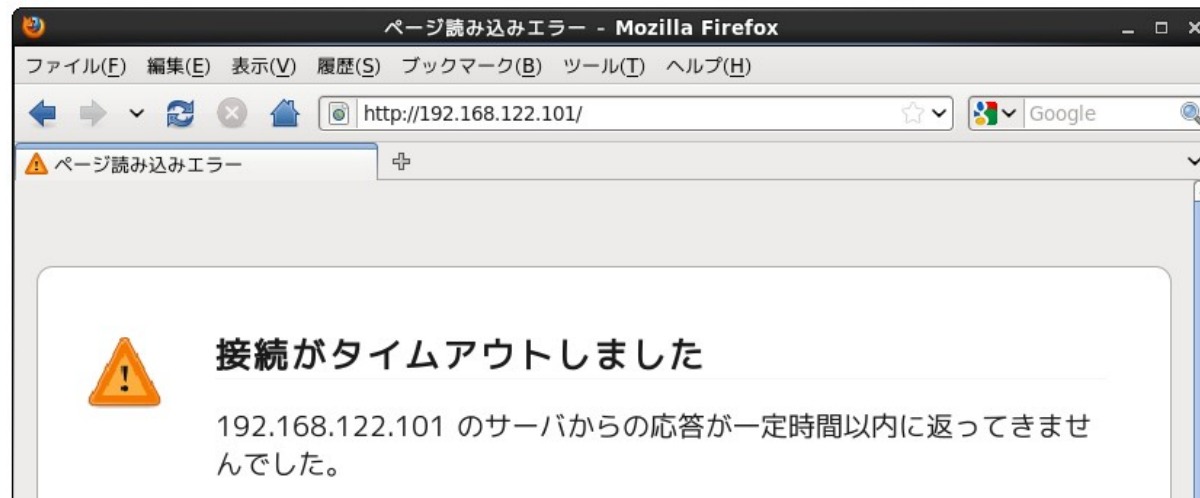 ページ読み込みエラー - Mozilla Firefox
ファイル(F) 編集(E) 表示(V) 履歴(S) ブックマーク(B) ツール(T) ヘルプ(H)
http://192.168.122.101/ Google
ページ読み込みエラー
接続がタイムアウトしました
192.168.122.101 のサーバからの応答が一定時間以内に返ってきませ
んでした。